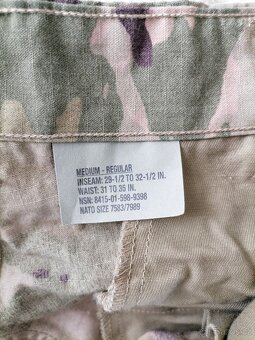 MEDIUM - REGULAR
INSEAM: 29-1/2 TO 32-1/2 IN.
WAIST: 31 TO 35 IN.
NSN: 8415-01-598-9398
NATO SIZE 7583/7989